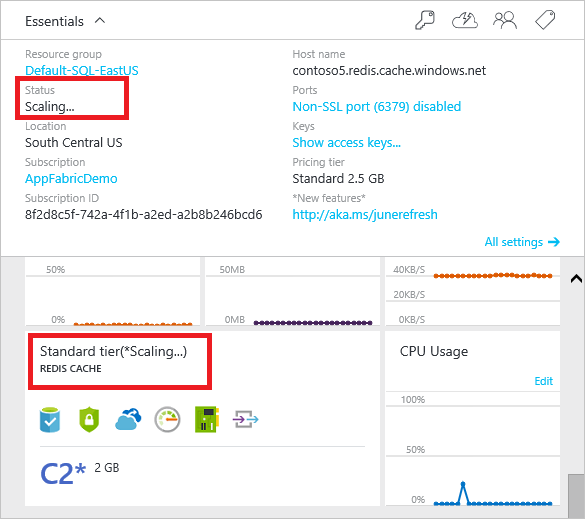 Essentials
Resource group
Default-SQL-EastUS
Status
Scaling...
Location
South Central US
Subscription
AppFabricDemo
Subscription ID
8f2d8c5f-742a-4f1b-a2ed-a2b8b246bcd6
Host name
contoso5.redis.cache.windows.net
Ports
Non-SSL port (6379) disabled
Keys
Show access keys...
Pricing tier
Standard 2.5 GB
*New features*
http://aka.ms/junerefresh
All settings
50%
0%
50MB
0MB
40KB/S
20KB/S
0KB/S
Standard tier(*Scaling...)
REDIS CACHE
C2* 2 GB
CPU Usage
Edit
100%
50%
0%